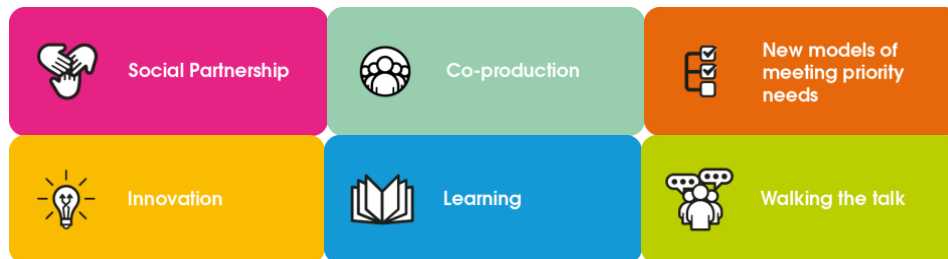 Social Partnership
Co-production
New models of
meeting priority
needs
Innovation
Learning
Walking the talk